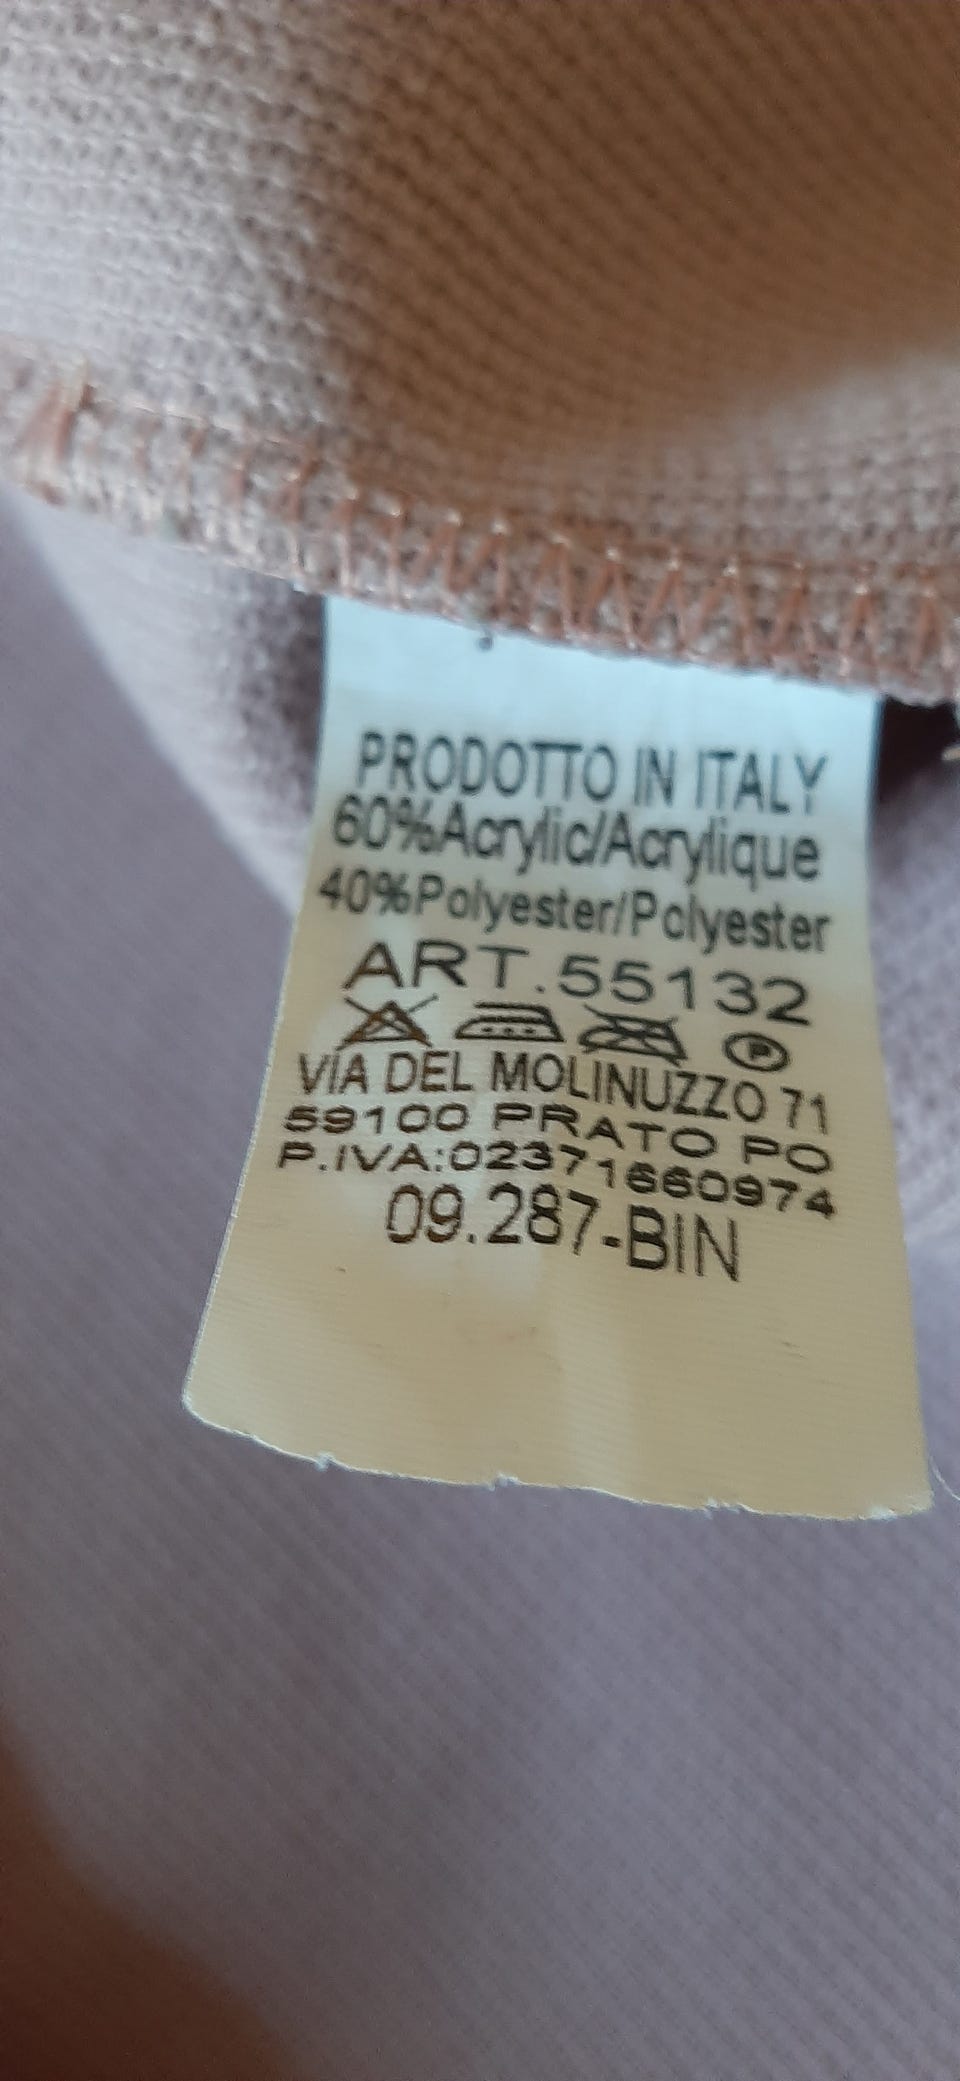 PRODOTTO IN ITALY
60%Acrylic/Acrylique
40%Polyester/Polyester
ART.55132
P
VIA DEL MOLINUZZO 71
59100 PRATO PO
P.IVA:02371660974
09.287-BIN